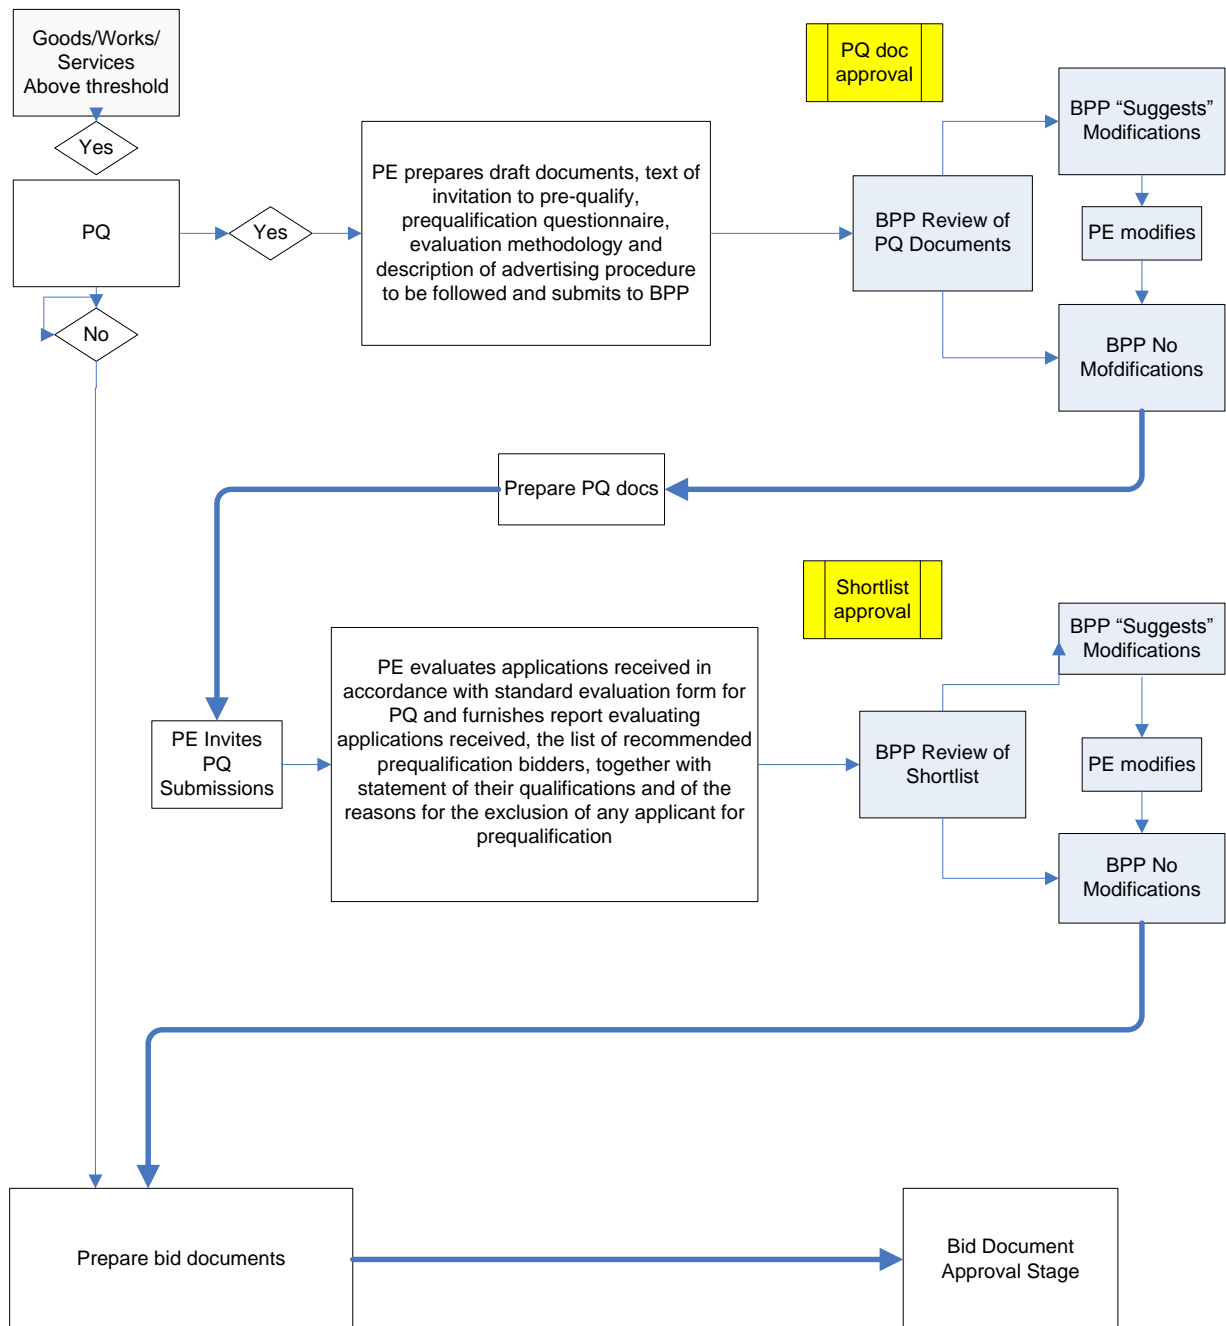 Goods/Works/
Services
Above threshold
Yes
PQ
Yes
No
PE prepares draft documents, text of
invitation to pre-qualify,
prequalification questionnaire,
evaluation methodology and
description of advertising procedure
to be followed and submits to BPP
PQ doc
approval
BPP Review of
PQ Documents
BPP “Suggests”
Modifications
PE modifies
BPP No
Mofdifications
Prepare PQ docs
Shortlist
approval
PE Invites
PQ
Submissions
PE evaluates applications received in
accordance with standard evaluation form for
PQ and furnishes report evaluating
applications received, the list of recommended
prequalification bidders, together with
statement of their qualifications and of the
reasons for the exclusion of any applicant for
prequalification
BPP Review of
Shortlist
BPP “Suggests”
Modifications
PE modifies
BPP No
Modifications
Prepare bid documents
Bid Document
Approval Stage